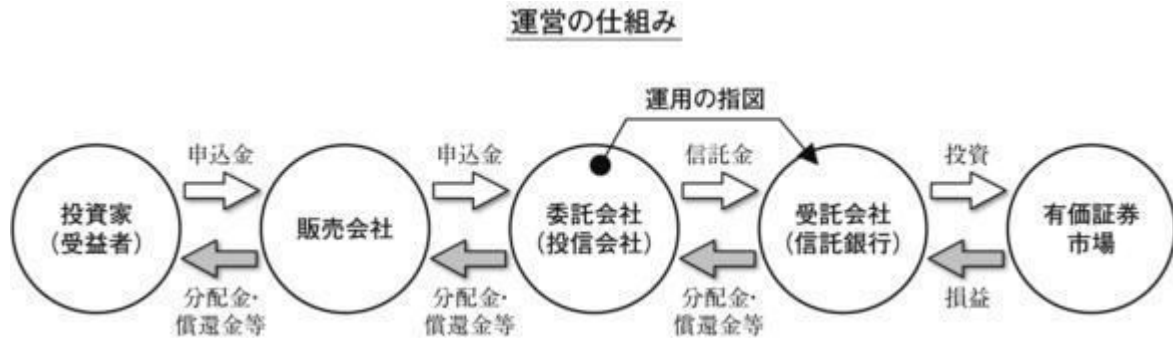 運営の仕組み
運用の指図
申込金
申込金
信託金
投資
投資家
（受益者）
販売会社
委託会社
（投信会社）
受託会社
（信託銀行）
有価証券
市場
分配金・
償還金等
分配金・
償還金等
分配金・
償還金等
損益